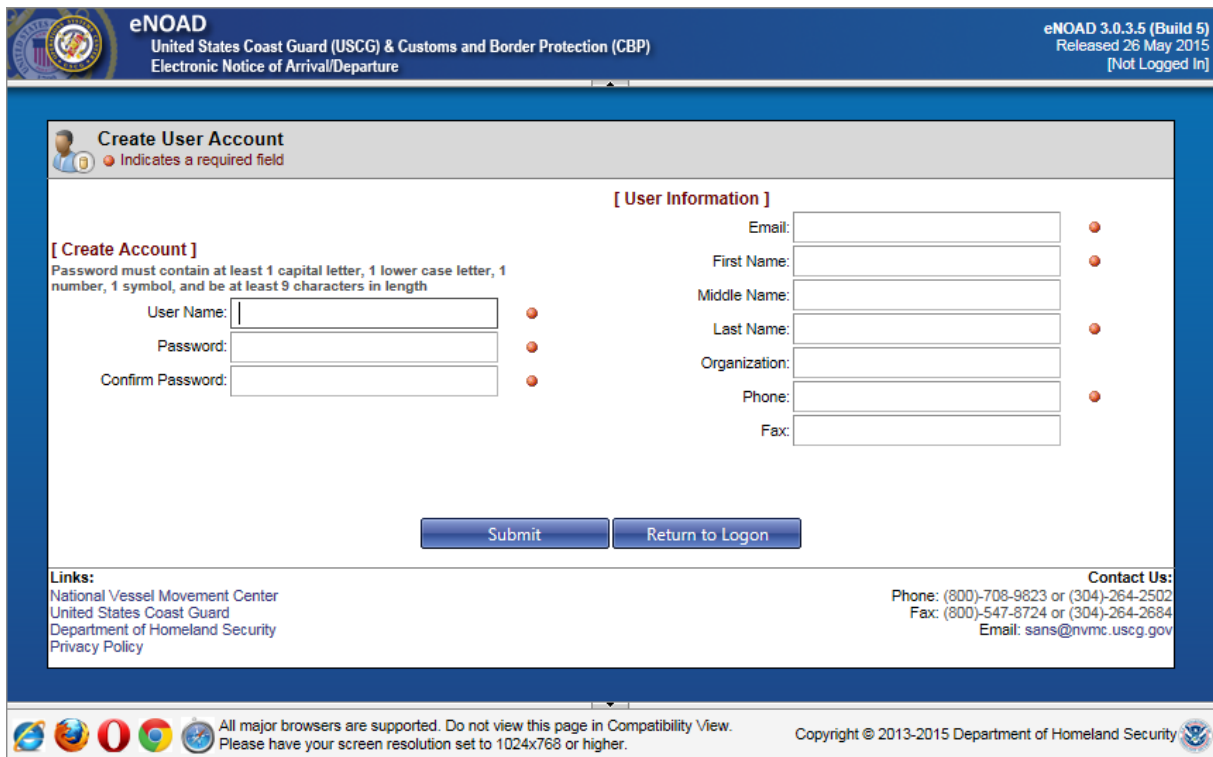 eNOAD
United States Coast Guard (USCG) & Customs and Border Protection (CBP)
Electronic Notice of Arrival/Departure
eNOAD 3.0.3.5 (Build 5)
Released 26 May 2015
[Not Logged In]
Create User Account
Indicates a required field
[ Create Account ]
Password must contain at least 1 capital letter, 1 lower case letter, 1
number, 1 symbol, and be at least 9 characters in length
User Name:
Password:
Confirm Password:
[ User Information ]
Email:
First Name:
Middle Name:
Last Name:
Organization:
Phone:
Fax:
Submit
Return to Logon
Links:
National Vessel Movement Center
United States Coast Guard
Department of Homeland Security
Privacy Policy
Contact Us:
Phone: (800)-708-9823 or (304)-264-2502
Fax: (800)-547-8724 or (304)-264-2684
Email: sans@nvmc.uscg.gov
All major browsers are supported. Do not view this page in Compatibility View.
Please have your screen resolution set to 1024x768 or higher.
Copyright © 2013-2015 Department of Homeland Security